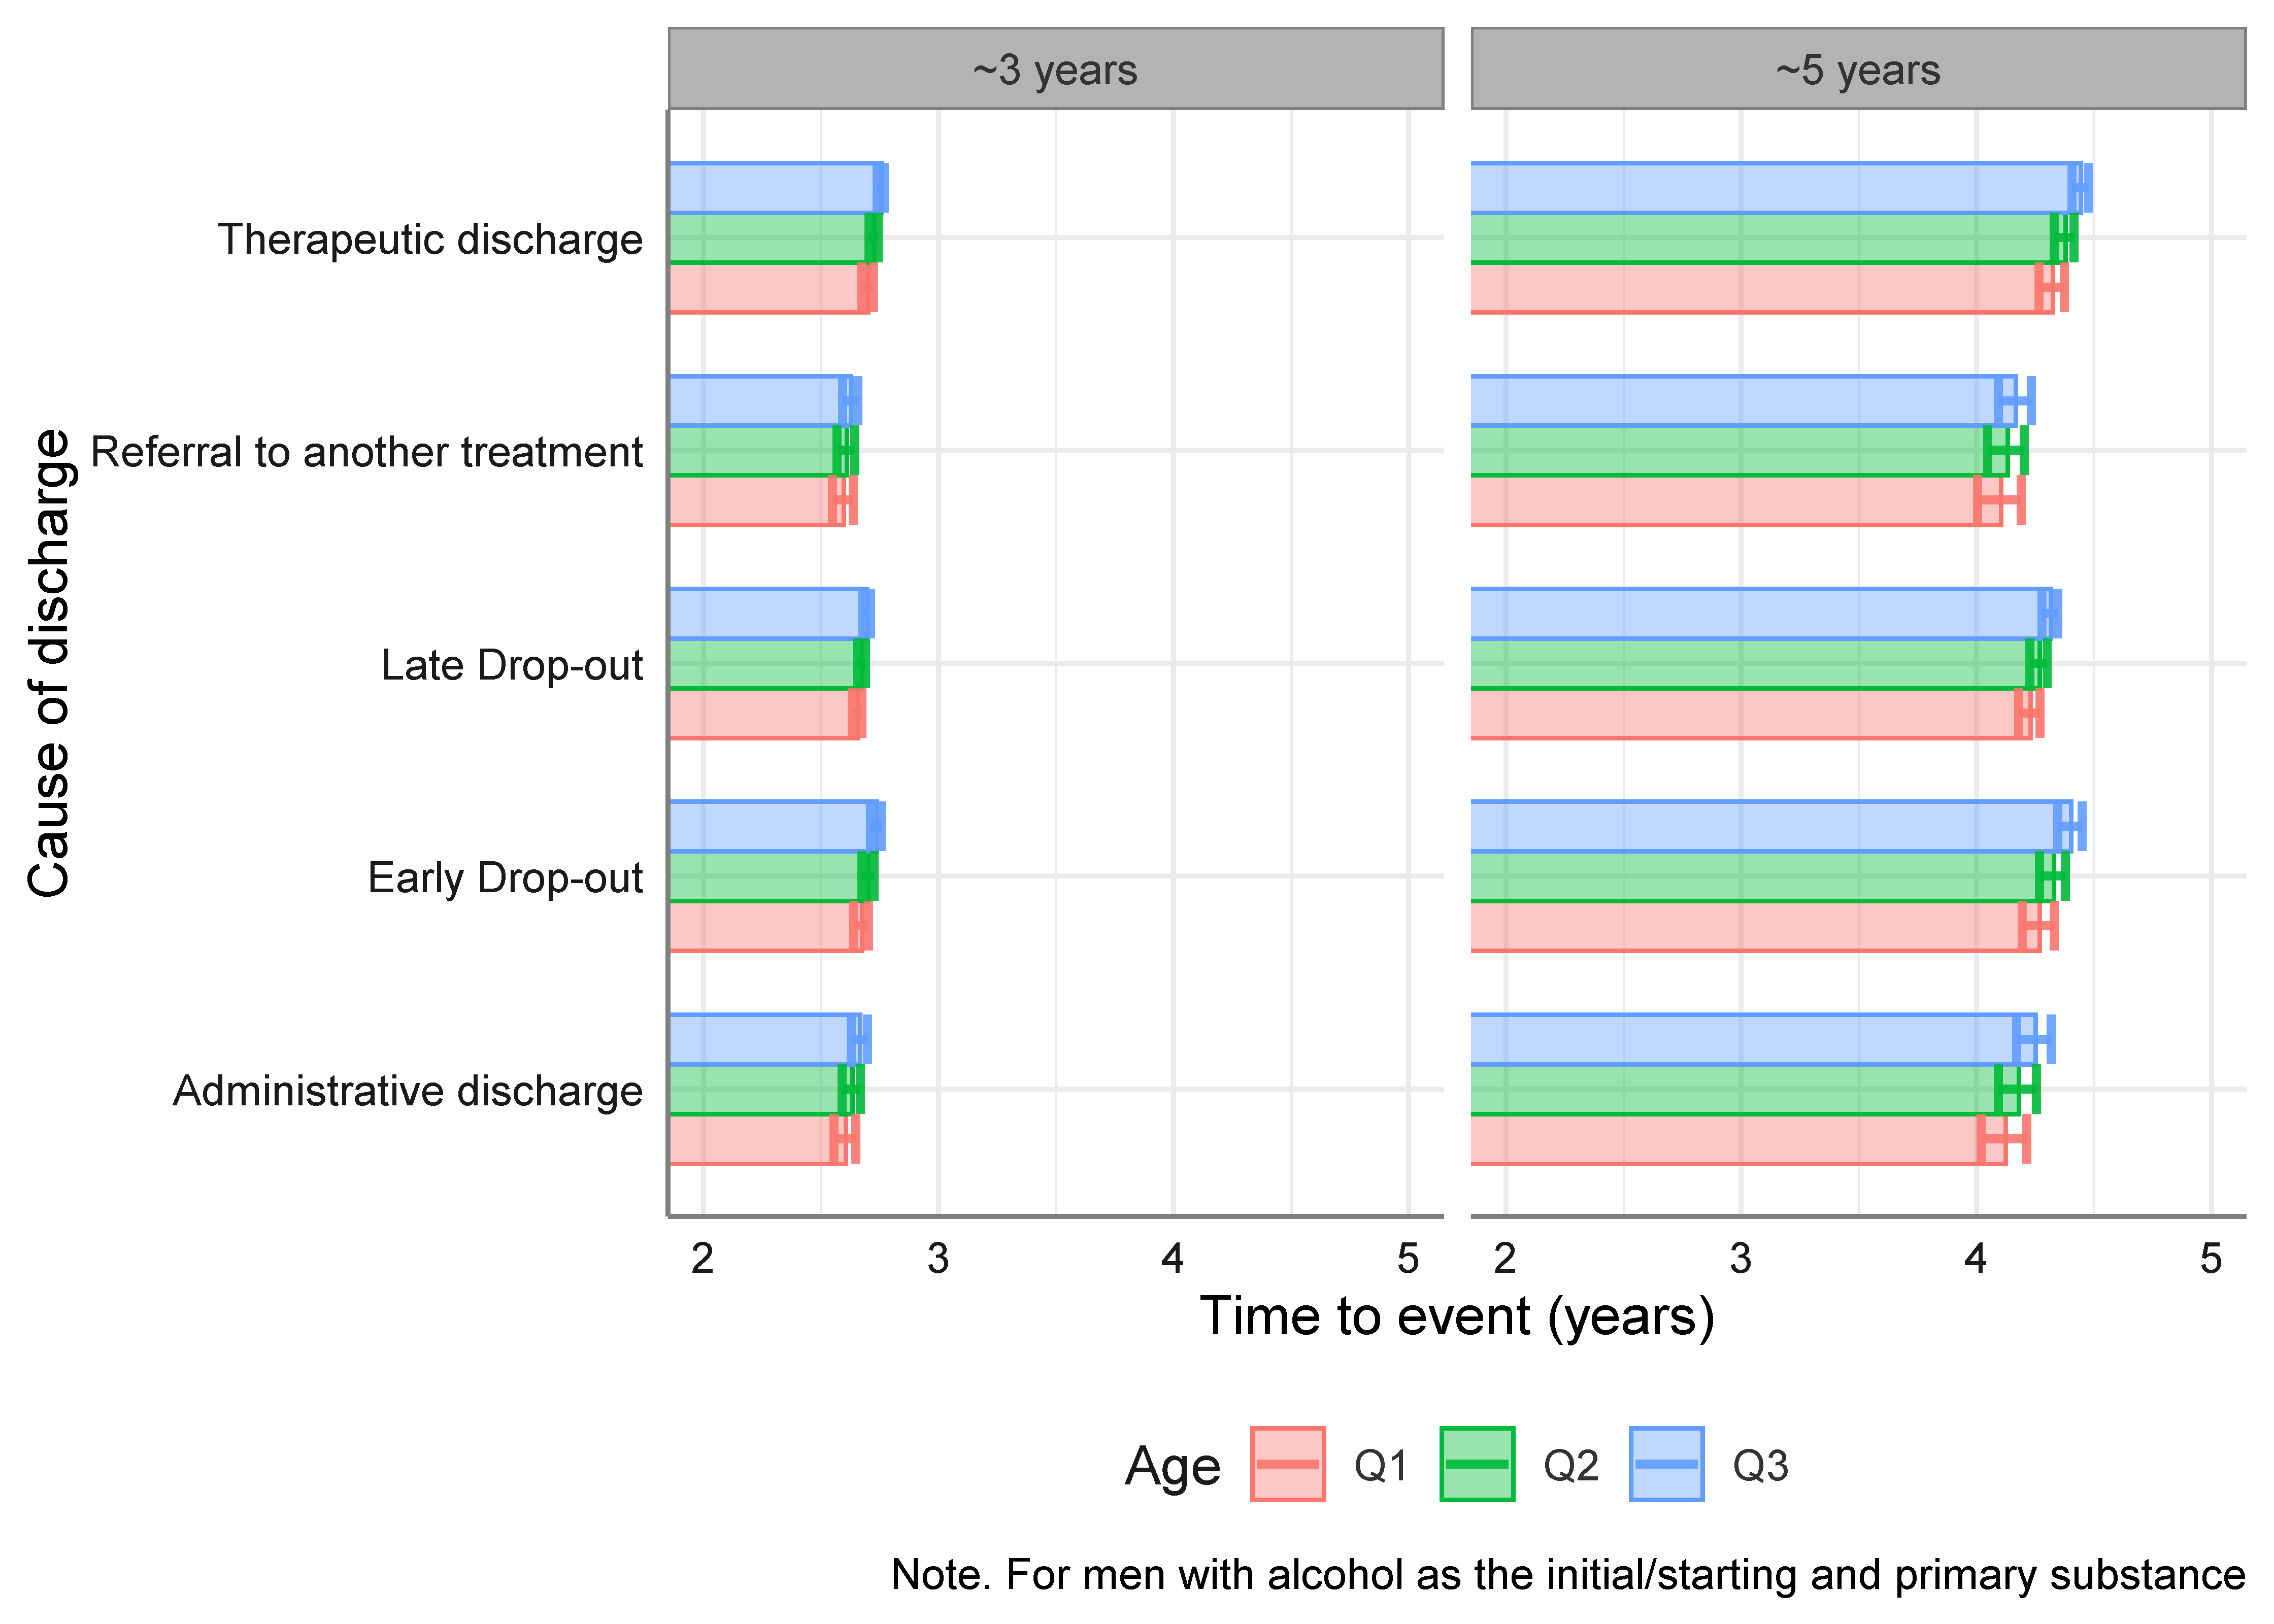 ~3 years
~5 years
Cause of discharge
Therapeutic discharge
Referral to another treatment
Late Drop-out
Early Drop-out
Administrative discharge
2 3 4 5
2 3 4 5
Time to event (years)
Age Q1 Q2 Q3
Note. For men with alcohol as the initial/starting and primary substance